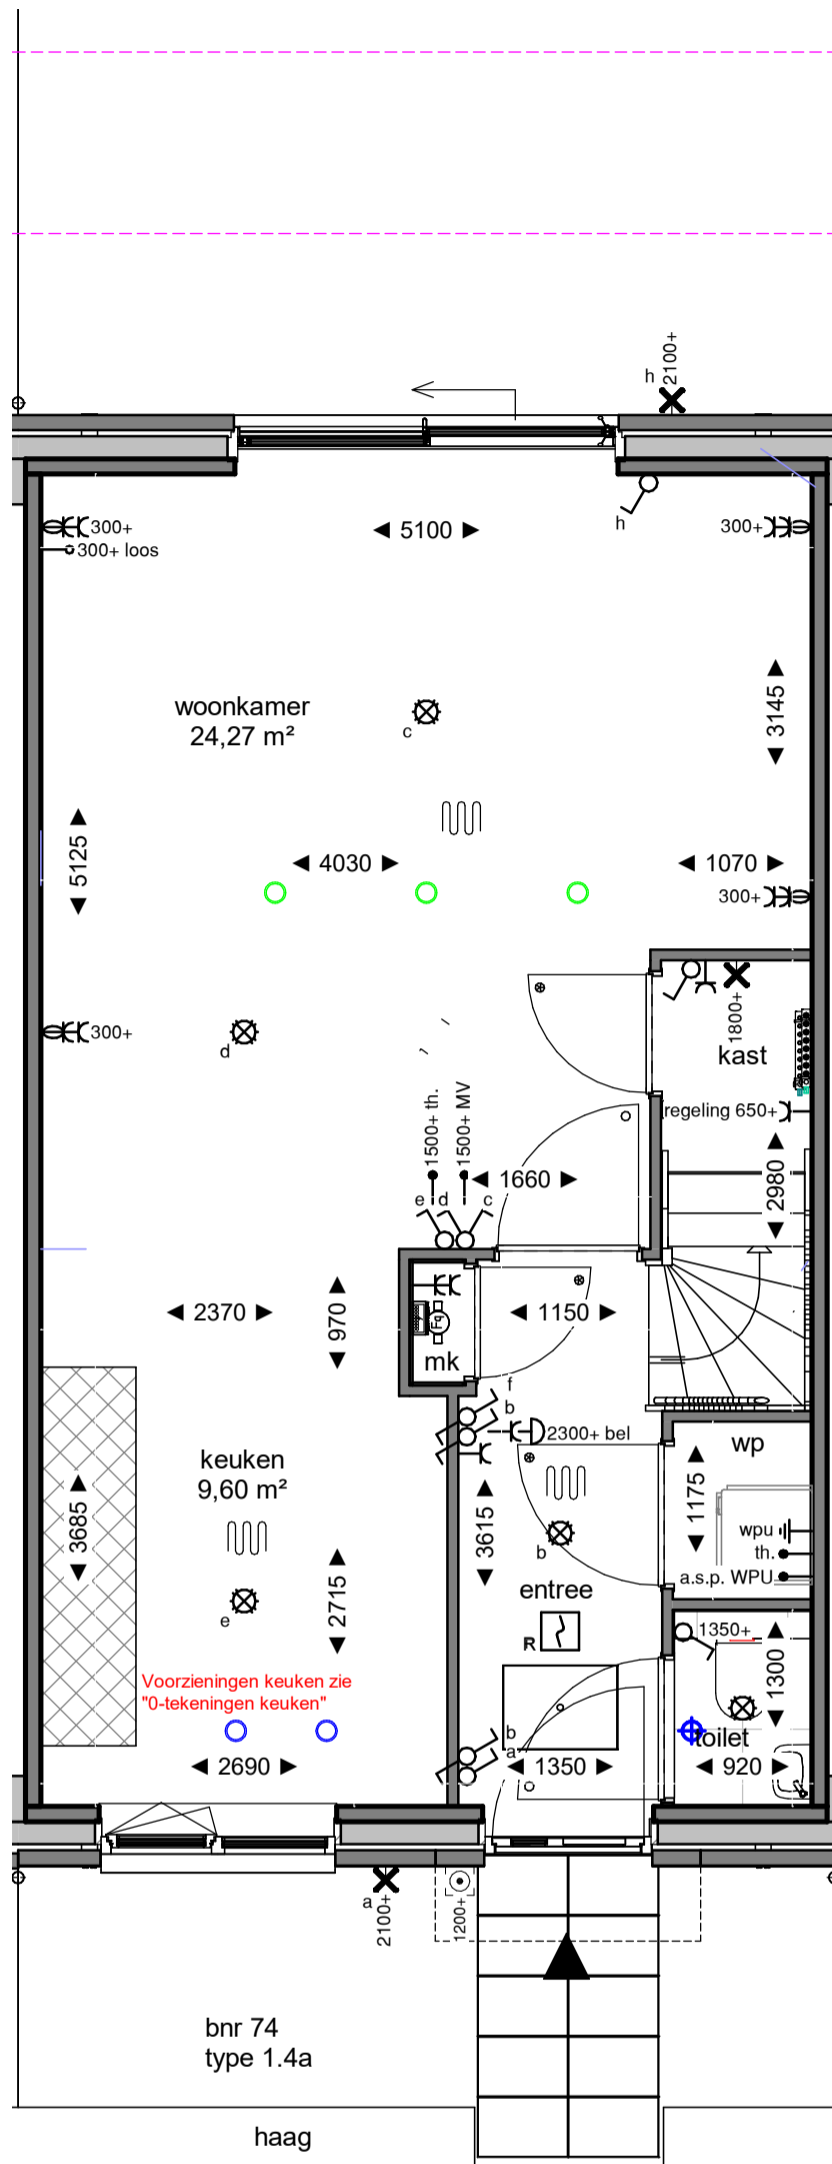 h
2100+
h
300+
300+ loos
5100
300+
woonkamer
24,27 m²
c
3145
5125
4030
1070
300+
300+
d
1800+
kast
regeling 650+
1500+ th.
1500+ MV
1660
e d c
2980
2370
970
1150
mk
f
b
2300+ bel
keuken
9,60 m²
wp
3685
3615
1175
b
wpu
th.
a.s.p. WPU
entree
e
2715
R
1350+
1300
Voorzieningen keuken zie
"0-tekeningen keuken"
toilet
b
a
2690
1350
920
a
2100+
1200+
bnr 74
type 1.4a
haag